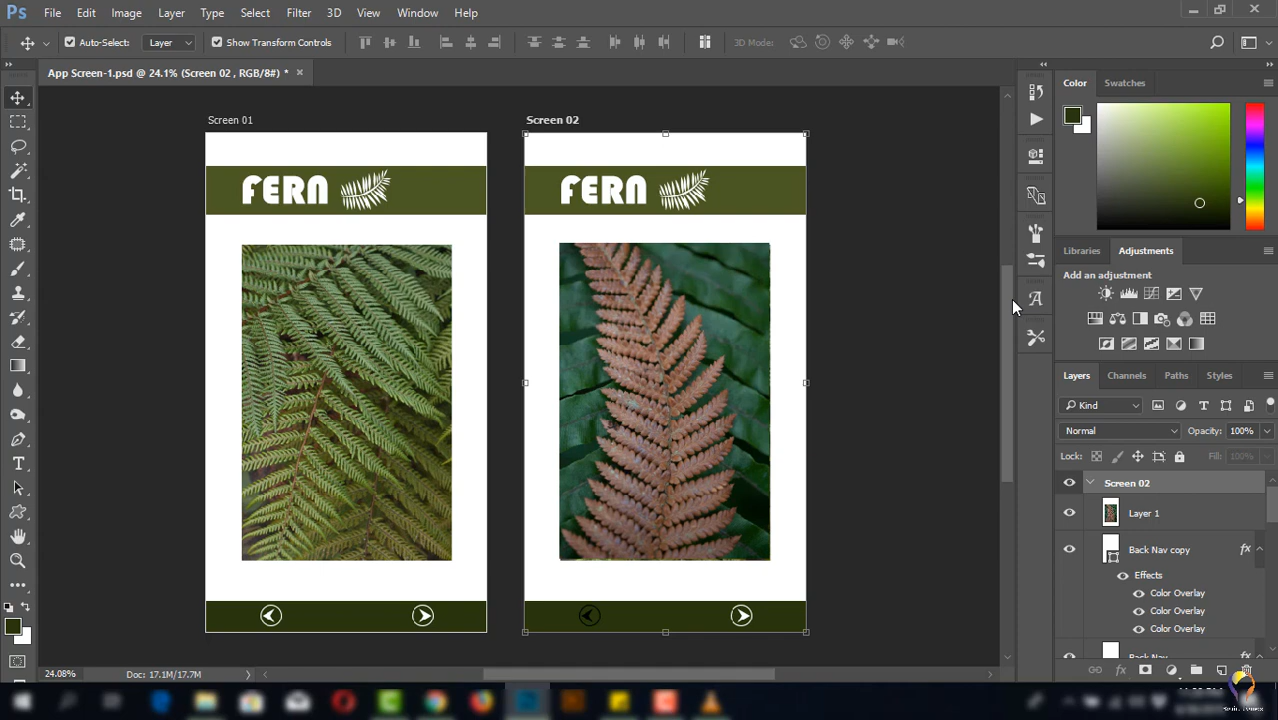 Ps File Edit Image Layer Type Select Filter 3D View Window Help
Auto-Select: Layer Show Transform Controls 3D Mode:
App Screen-1.psd @ 24.1% (Screen 02 , RGB/8#) *
Color Swatches
Screen 01 Screen 02
FERN FERN
Libraries Adjustments
Add an adjustment
Layers Channels Paths Styles
Kind
Normal Opacity: 100%
Lock: Fill: 100%
Screen 02
Layer 1
Back Nav copy fx
Effects
Color Overlay
Color Overlay
Color Overlay
Back Nav
24.08% Doc: 17.1M/17.7M